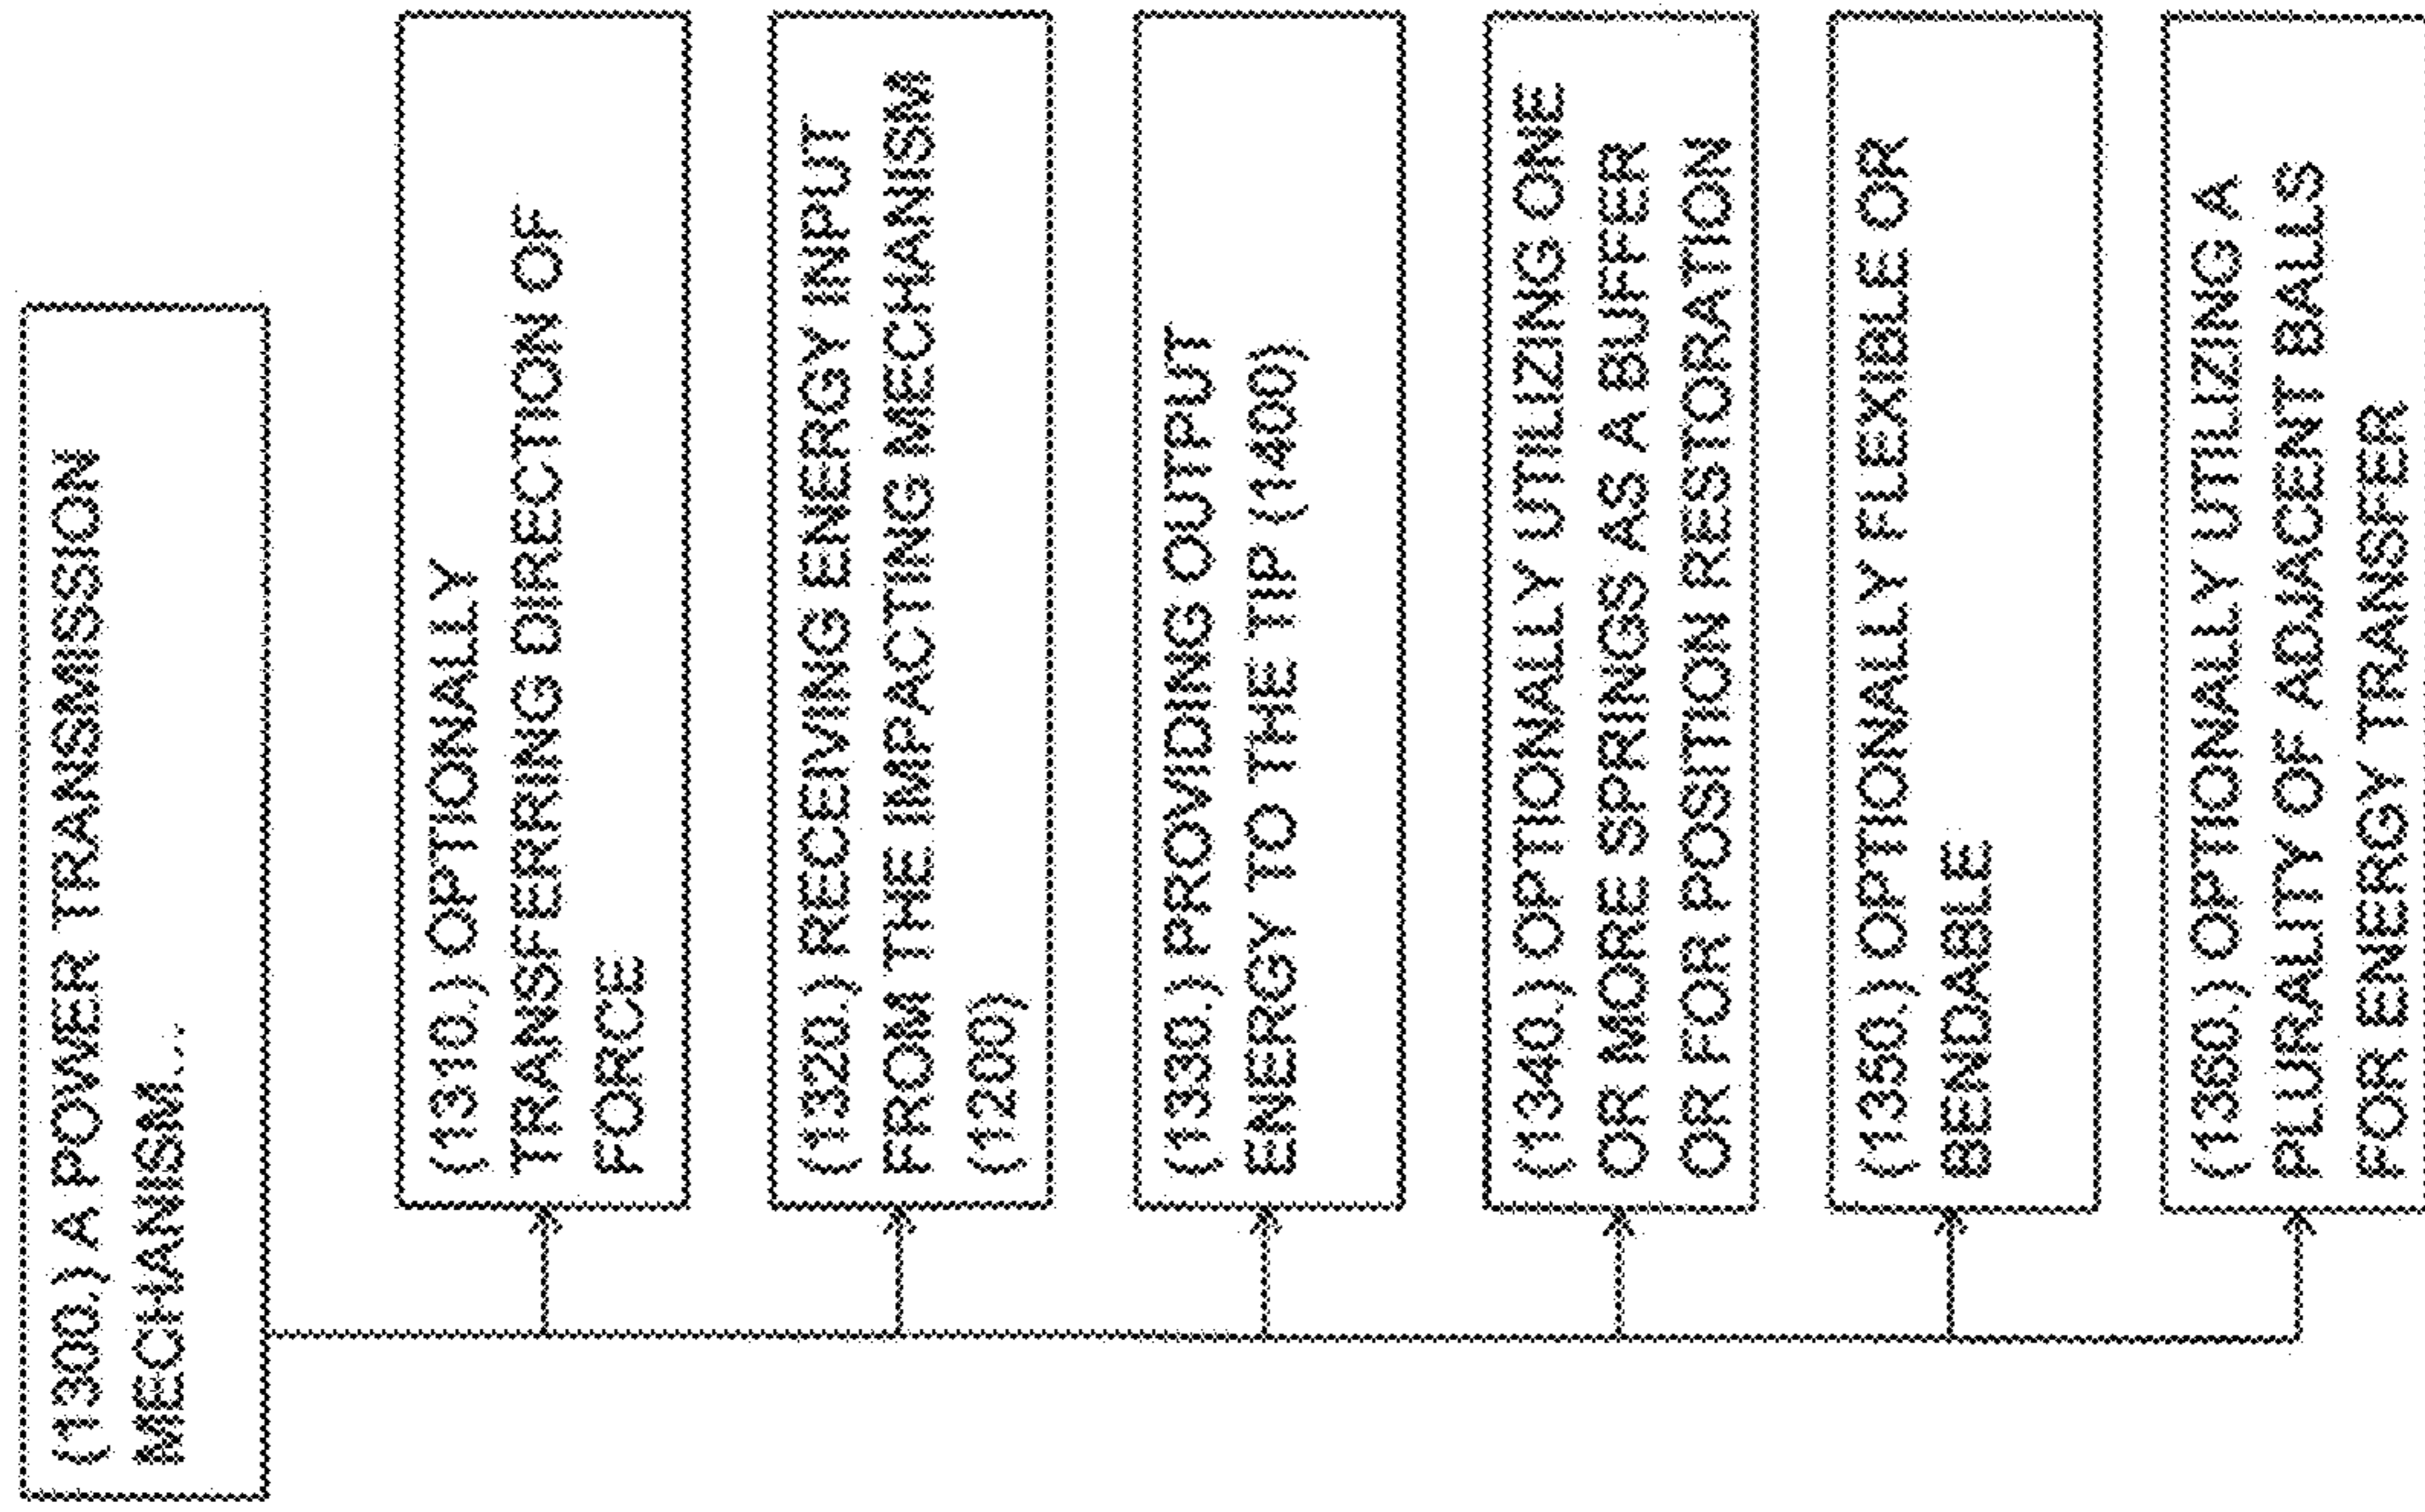 (1300.) A POWER TRANSMISSION
MECHANISM...
(1310.) OPTIONALLY
TRANSFERRING DIRECTION OF
FORCE
(1320.) RECEIVING ENERGY INPUT
FROM THE IMPACTING MECHANISM
(1200)
(1330.) PROVIDING OUTPUT
ENERGY TO THE TIP (1400)
(1340.) OPTIONALLY UTILIZING ONE
OR MORE SPRINGS AS A BUFFER
OR FOR POSITION RESTORATION
(1350.) OPTIONALLY FLEXIBLE OR
BENDABLE
(1360.) OPTIONALLY UTILIZING A
PLURALITY OF ADJACENT BALLS
FOR ENERGY TRANSFER